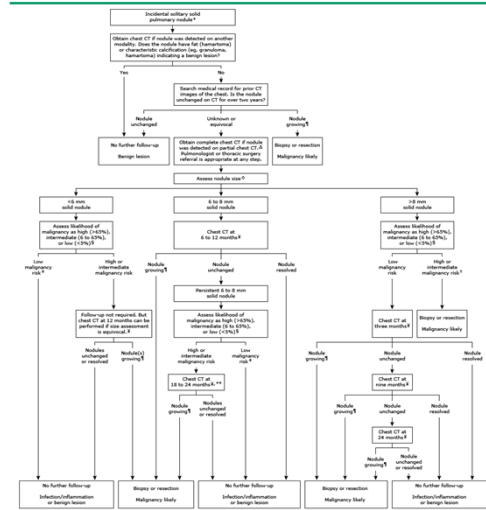 Incidental solitary solid
pulmonary nodule*
Obtain chest CT if nodule was detected on another
modality. Does the nodule have fat (hamartoma)
or characteristic calcification (eg, granuloma,
hamartoma) indicating a benign lesion?
Yes
No
Search medical record for prior CT
images of the chest. Is the nodule
unchanged on CT for over two years?
Nodule
unchanged
Unknown or
equivocal
Nodule
growing¶
No further follow-up
Benign lesion
Obtain complete chest CT if nodule
was detected on partial chest CT.Δ
Pulmonologist or thoracic surgery
referral is appropriate at any step.
Biopsy or resection
Malignancy likely
Assess nodule size◊
<6 mm
solid nodule
6 to 8 mm
solid nodule
>8 mm
solid nodule
Assess likelihood of
malignancy as high (>65%),
intermediate (5 to 65%),
or low (<5%)§
Chest CT at
6 to 12 months¥
Assess likelihood of
malignancy as high (>65%),
intermediate (5 to 65%),
or low (<5%)§
Low
malignancy
risk
High or
intermediate
malignancy risk
Nodule
growing¶
Nodule
unchanged
Nodule
resolved
Low
malignancy
risk
High or
intermediate
malignancy risk
Persistent 6 to 8 mm
solid nodule
Follow-up not required. But
chest CT at 12 months can be
performed if size assessment
is equivocal.¥
Assess likelihood of
malignancy as high (>65%),
intermediate (5 to 65%),
or low (<5%)§
Chest CT at
three months¥
Biopsy or resection
Malignancy likely
Nodules
unchanged
or resolved
Nodule(s)
growing¶
High or
intermediate
malignancy risk
Low
malignancy
risk
Nodule
growing¶
Nodule
unchanged
Nodule
resolved
Chest CT at
18 to 24 months¥,**
Chest CT at
nine months¥
Nodule
growing¶
Nodules
unchanged
or resolved
Nodule
growing¶
Nodule
unchanged
Nodule
resolved
Chest CT at
24 months¥
Nodule
growing¶
Nodule
unchanged
or resolved
No further follow-up
Infection/inflammation
or benign lesion
Biopsy or resection
Malignancy likely
No further follow-up
Infection/inflammation
or benign lesion
Biopsy or resection
Malignancy likely
No further follow-up
Infection/inflammation
or benign lesion